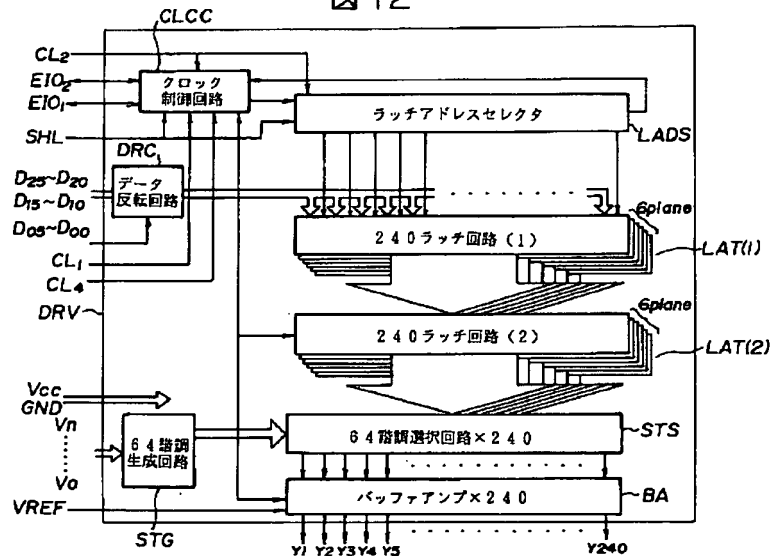 図12
CLCC
CL2
EIO2
EIO1
クロック
制御回路
ラッチアドレスセレクタ
SHL
LADS
DRC
D25~D20
D15~D10
D05~D00
データ
反転回路
6plane
240ラッチ回路(1)
LAT(1)
CL1
CL4
DRV
6plane
240ラッチ回路(2)
LAT(2)
Vcc
GND
Vn
Vo
64階調
生成回路
64階調選択回路×240
STS
VREF
バッファアンプ×240
BA
STG
Y1 Y2 Y3 Y4 Y5 Y240